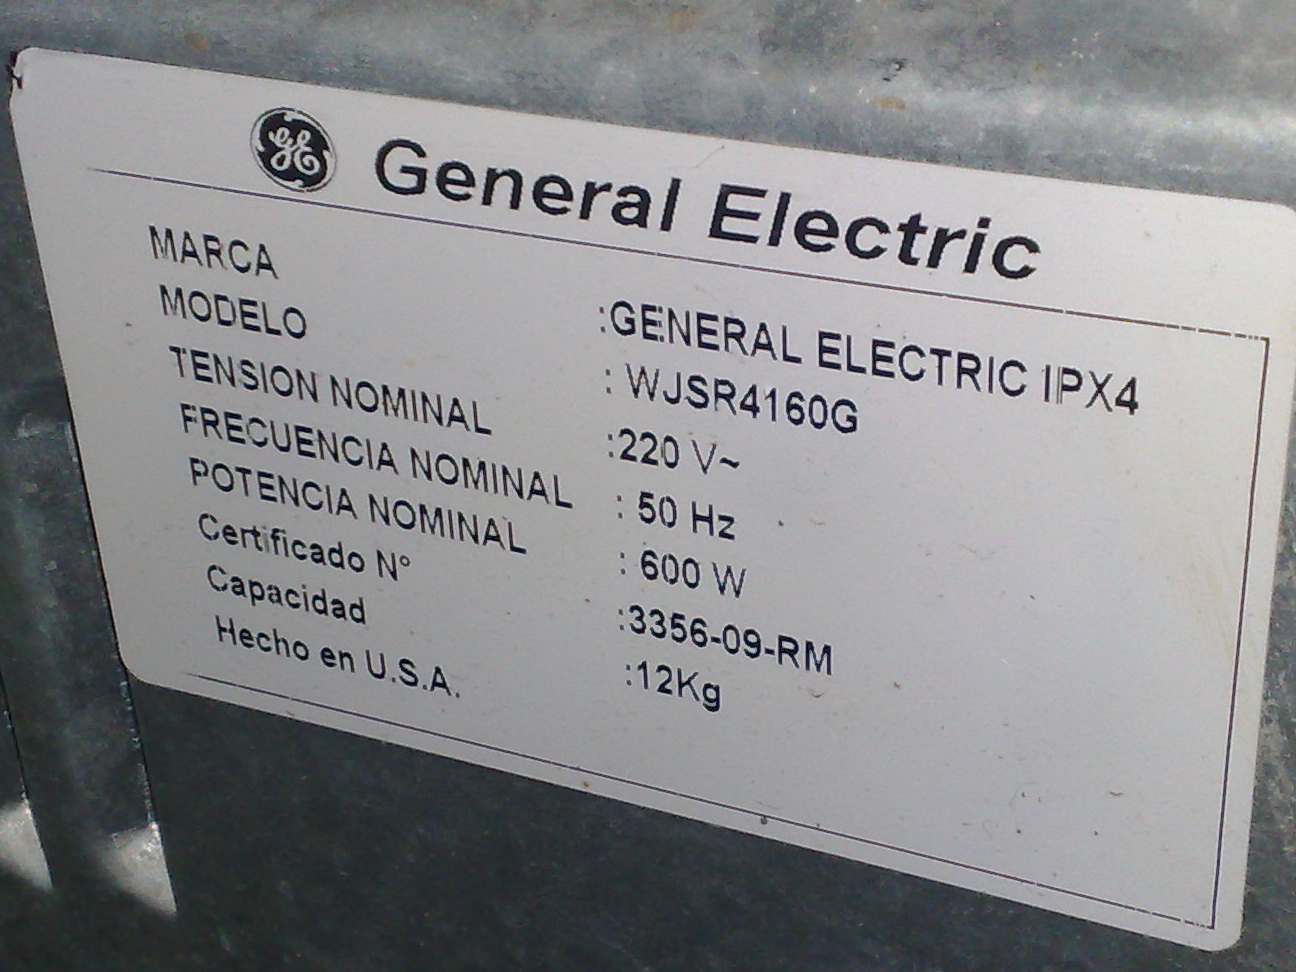 GE General Electric
MARCA :GENERAL ELECTRIC IPX4
MODELO : WJSR4160G
TENSION NOMINAL :220 V~
FRECUENCIA NOMINAL : 50 Hz
POTENCIA NOMINAL : 600 W
Certificado N° :3356-09-RM
Capacidad :12Kg
Hecho en U.S.A.